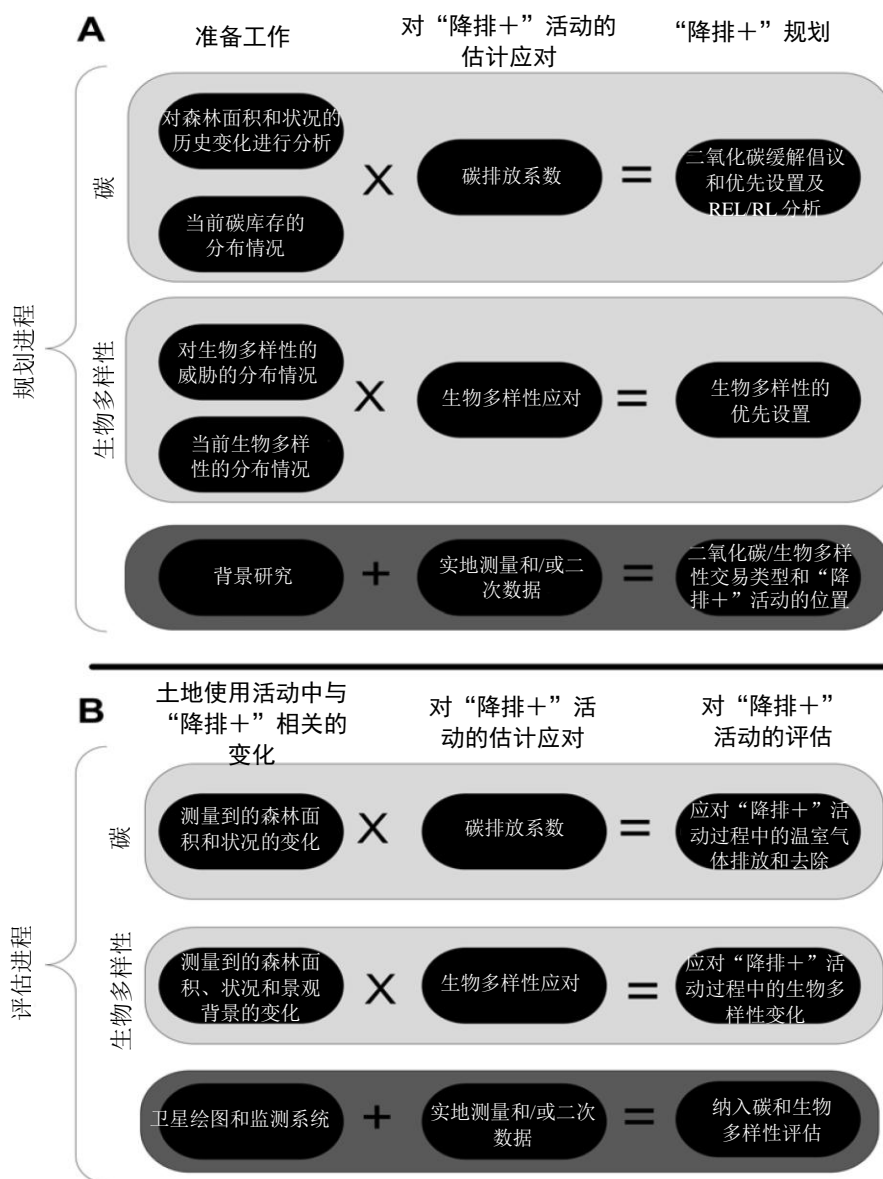 A
准备工作
对“降排＋”活动的
估计应对
“降排＋”规划
规划进程
碳
对森林面积和状况的
历史变化进行分析
当前碳库存的
分布情况
X
碳排放系数
=
二氧化碳缓解倡议
和优先设置及
REL/RL 分析
生物多样性
对生物多样性的
威胁的分布情况
当前生物多样
性的分布情况
X
生物多样性应对
=
生物多样性的
优先设置
背景研究
+
实地测量和/或二
次数据
=
二氧化碳/生物多样
性交易类型和“降
排＋”活动的位置
B
土地使用活动中与
“降排＋”相关的
变化
对“降排＋”活
动的估计应对
对“降排＋”
活动的评估
评估进程
碳
测量到的森林面
积和状况的变化
X
碳排放系数
=
应对“降排＋”活
动过程中的温室气
体排放和去除
生物多样性
测量到的森林面
积、状况和景观
背景的变化
X
生物多样性应对
=
应对“降排＋”活
动过程中的生物多
样性变化
卫星绘图和监测系统
+
实地测量和/或二次
数据
=
纳入碳和生物
多样性评估